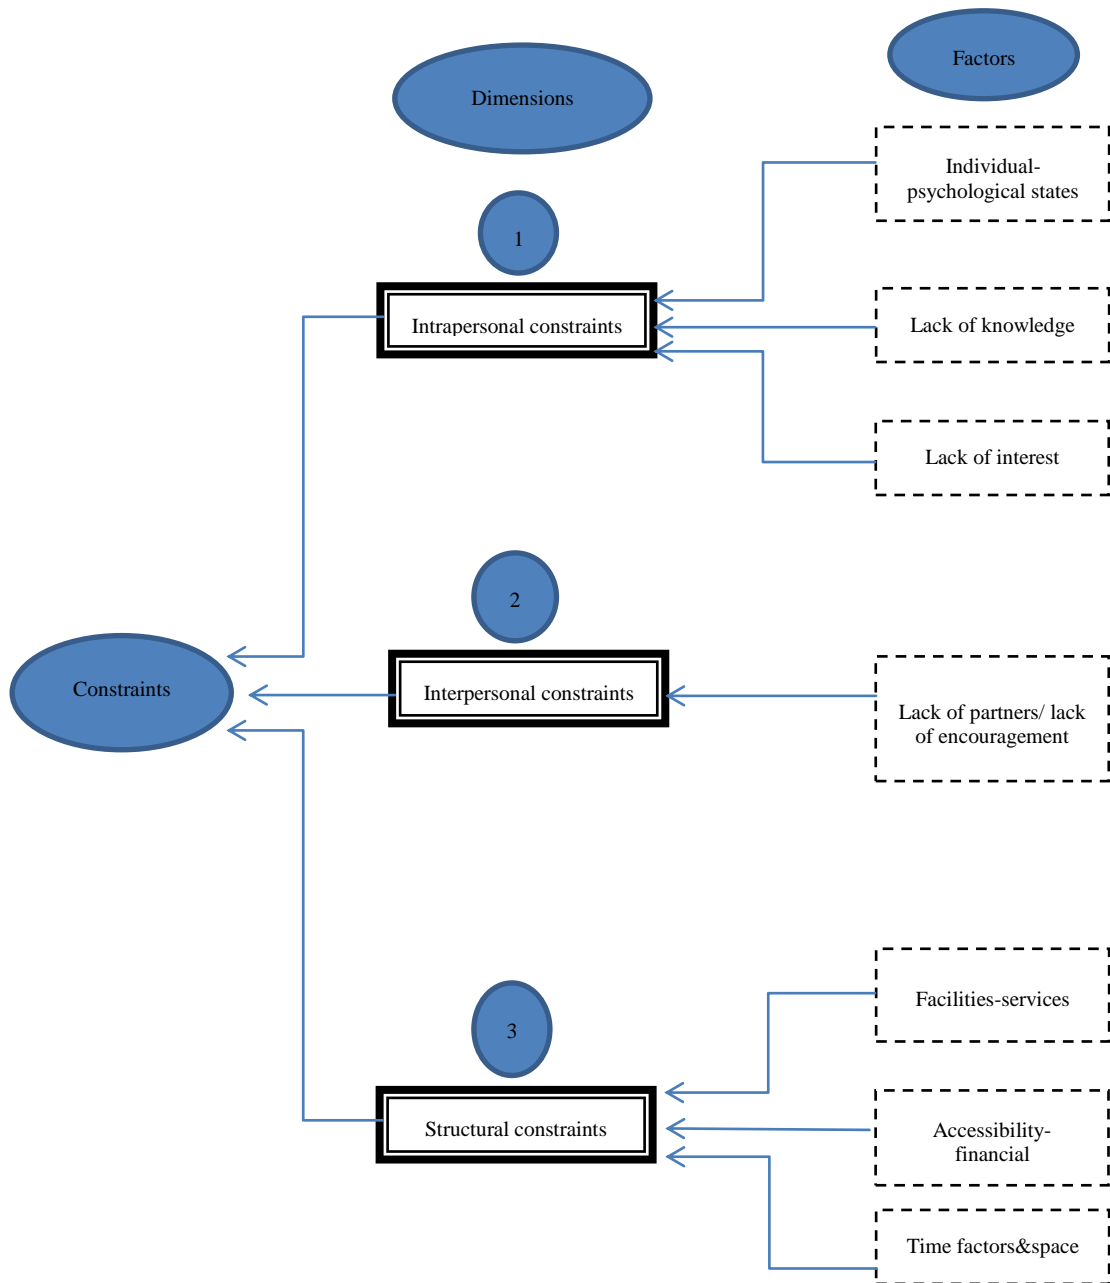 Factors
Dimensions
Individual-
psychological states
1
Intrapersonal constraints
Lack of knowledge
Lack of interest
2
Constraints
Interpersonal constraints
Lack of partners/ lack
of encouragement
Facilities-services
3
Structural constraints
Accessibility-
financial
Time factors&space